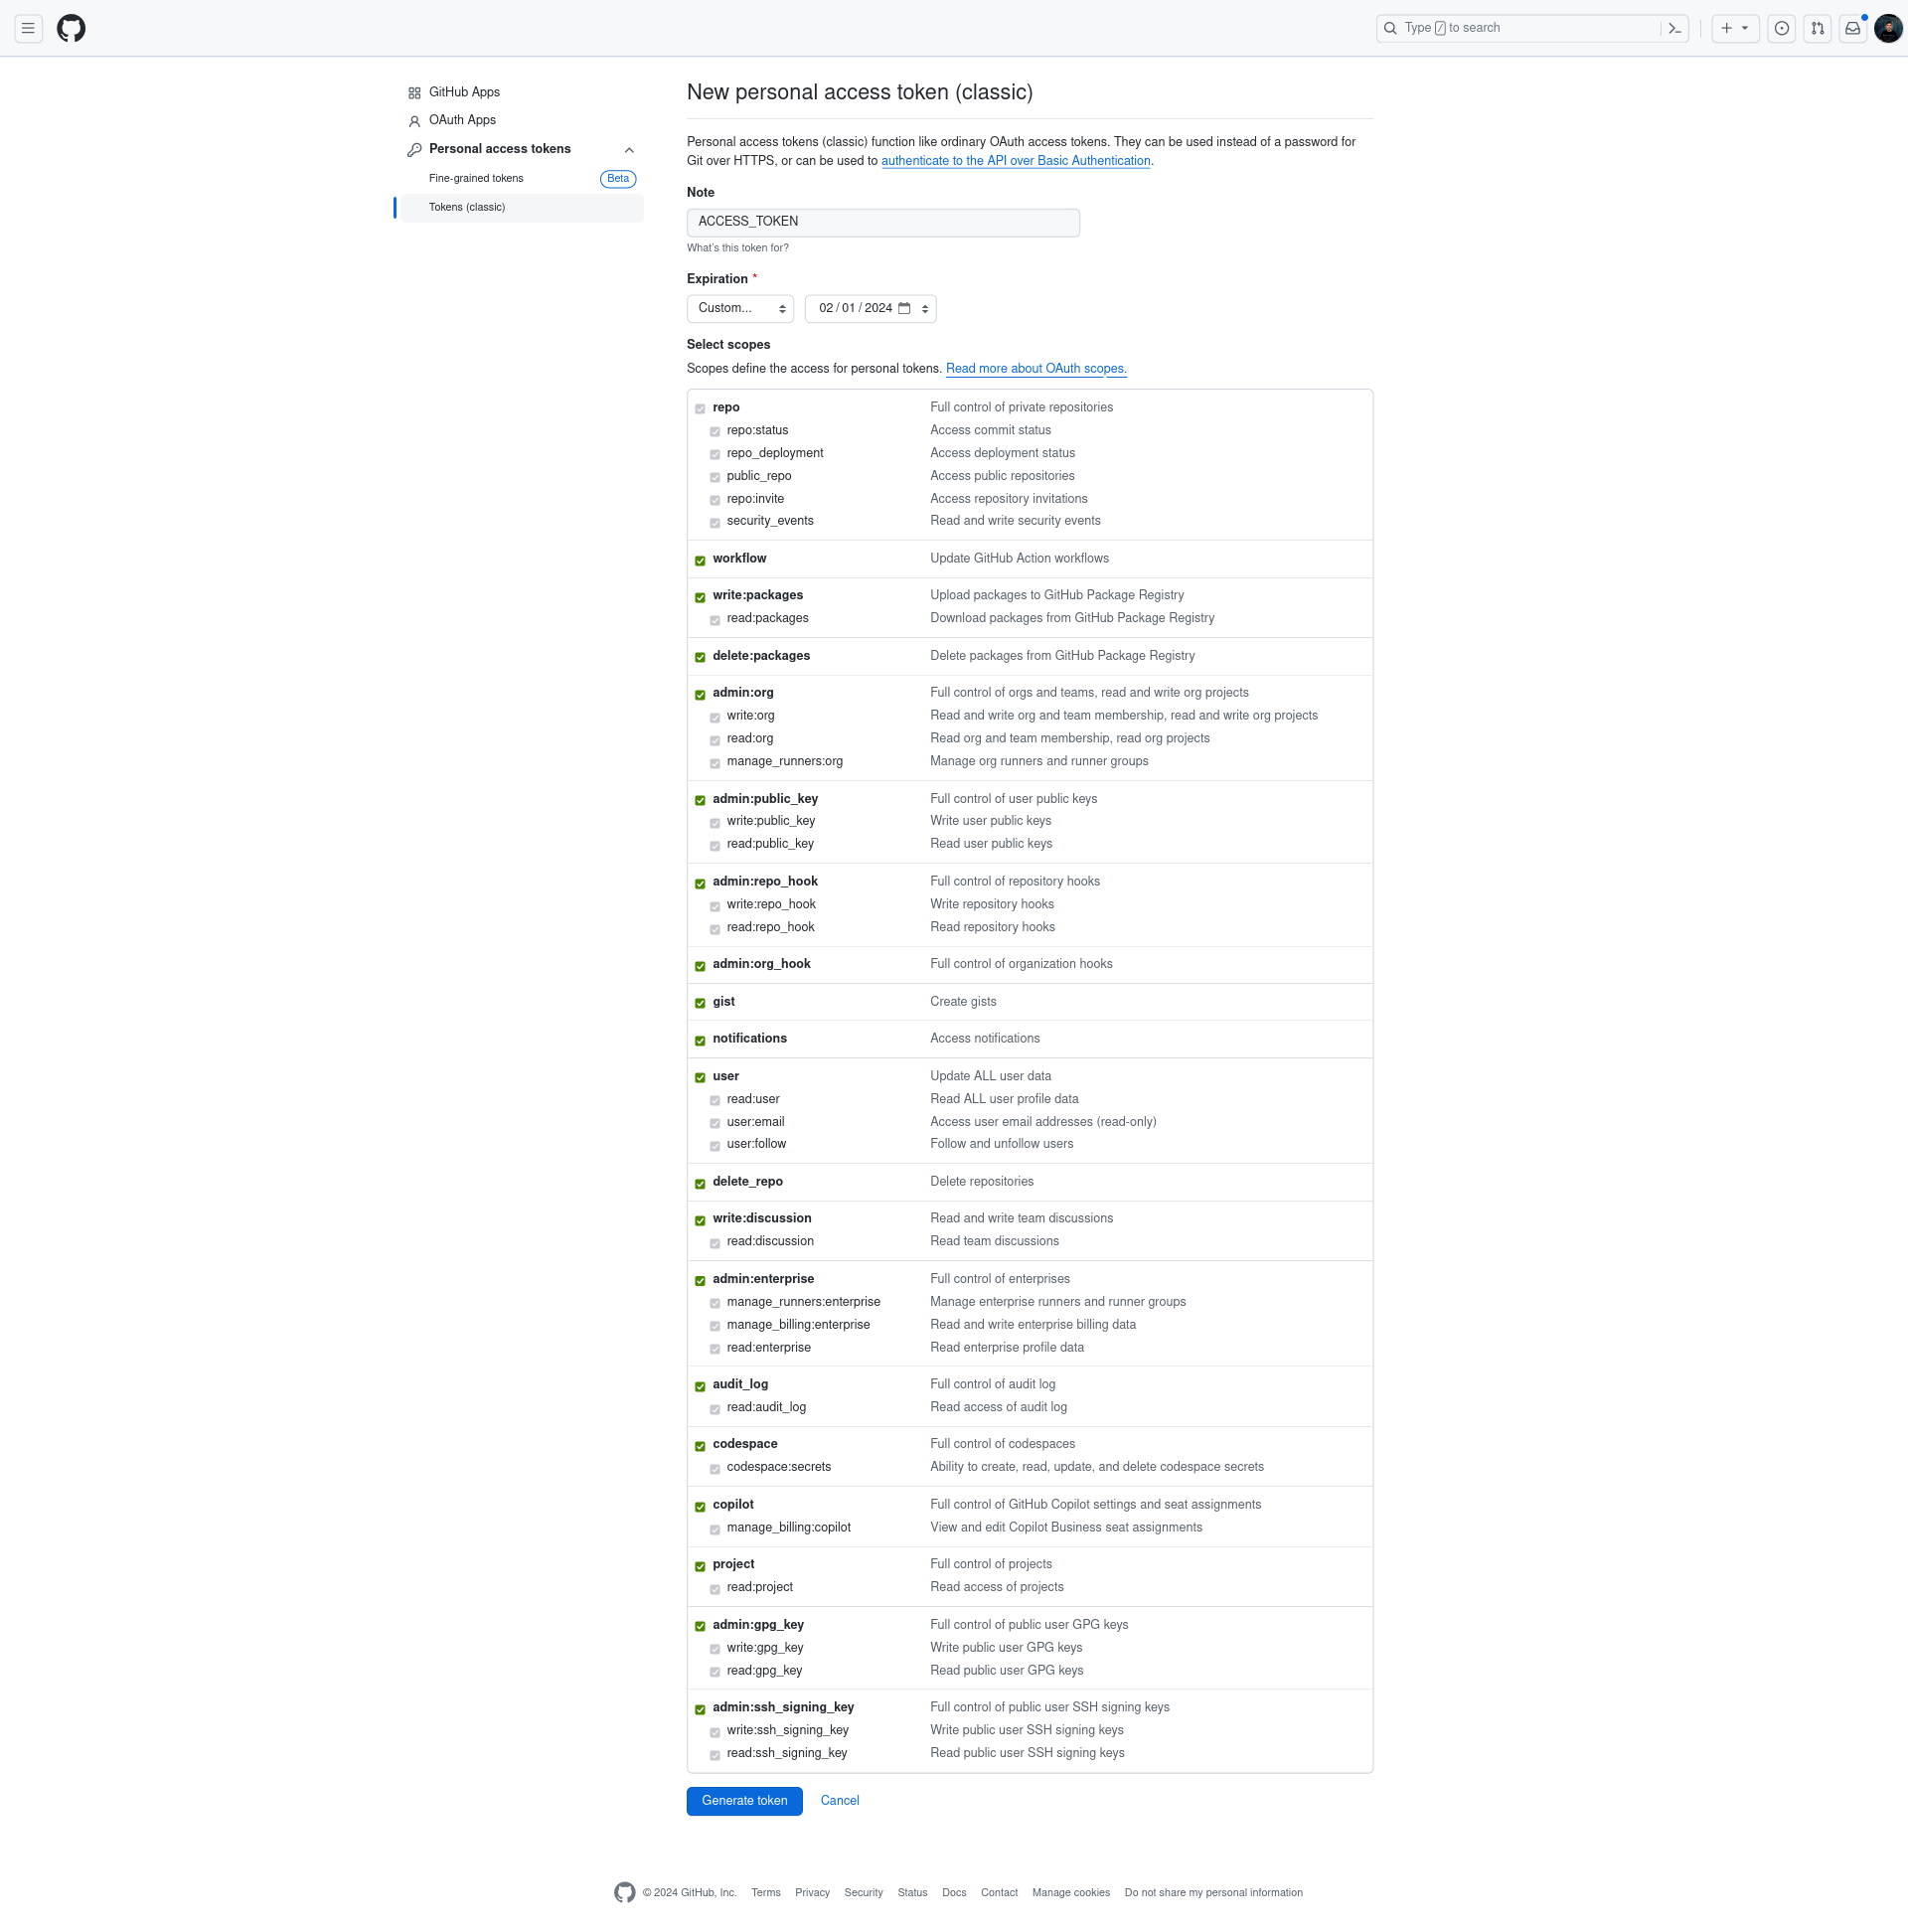 Type / to search
GitHub Apps
OAuth Apps
Personal access tokens
Fine-grained tokens Beta
Tokens (classic)
New personal access token (classic)
Personal access tokens (classic) function like ordinary OAuth access tokens. They can be used instead of a password for
Git over HTTPS, or can be used to authenticate to the API over Basic Authentication.
Note
ACCESS_TOKEN
What's this token for?
Expiration *
Custom... 02 / 01 / 2024
Select scopes
Scopes define the access for personal tokens. Read more about OAuth scopes.
repo Full control of private repositories
repo:status Access commit status
repo_deployment Access deployment status
public_repo Access public repositories
repo:invite Access repository invitations
security_events Read and write security events
workflow Update GitHub Action workflows
write:packages Upload packages to GitHub Package Registry
read:packages Download packages from GitHub Package Registry
delete:packages Delete packages from GitHub Package Registry
admin:org Full control of orgs and teams, read and write org projects
write:org Read and write org and team membership, read and write org projects
read:org Read org and team membership, read org projects
manage_runners:org Manage org runners and runner groups
admin:public_key Full control of user public keys
write:public_key Write user public keys
read:public_key Read user public keys
admin:repo_hook Full control of repository hooks
write:repo_hook Write repository hooks
read:repo_hook Read repository hooks
admin:org_hook Full control of organization hooks
gist Create gists
notifications Access notifications
user Update ALL user data
read:user Read ALL user profile data
user:email Access user email addresses (read-only)
user:follow Follow and unfollow users
delete_repo Delete repositories
write:discussion Read and write team discussions
read:discussion Read team discussions
admin:enterprise Full control of enterprises
manage_runners:enterprise Manage enterprise runners and runner groups
manage_billing:enterprise Read and write enterprise billing data
read:enterprise Read enterprise profile data
audit_log Full control of audit log
read:audit_log Read access of audit log
codespace Full control of codespaces
codespace:secrets Ability to create, read, update, and delete codespace secrets
copilot Full control of GitHub Copilot settings and seat assignments
manage_billing:copilot View and edit Copilot Business seat assignments
project Full control of projects
read:project Read access of projects
admin:gpg_key Full control of public user GPG keys
write:gpg_key Write public user GPG keys
read:gpg_key Read public user GPG keys
admin:ssh_signing_key Full control of public user SSH signing keys
write:ssh_signing_key Write public user SSH signing keys
read:ssh_signing_key Read public user SSH signing keys
Generate token Cancel
© 2024 GitHub, Inc. Terms Privacy Security Status Docs Contact Manage cookies Do not share my personal information